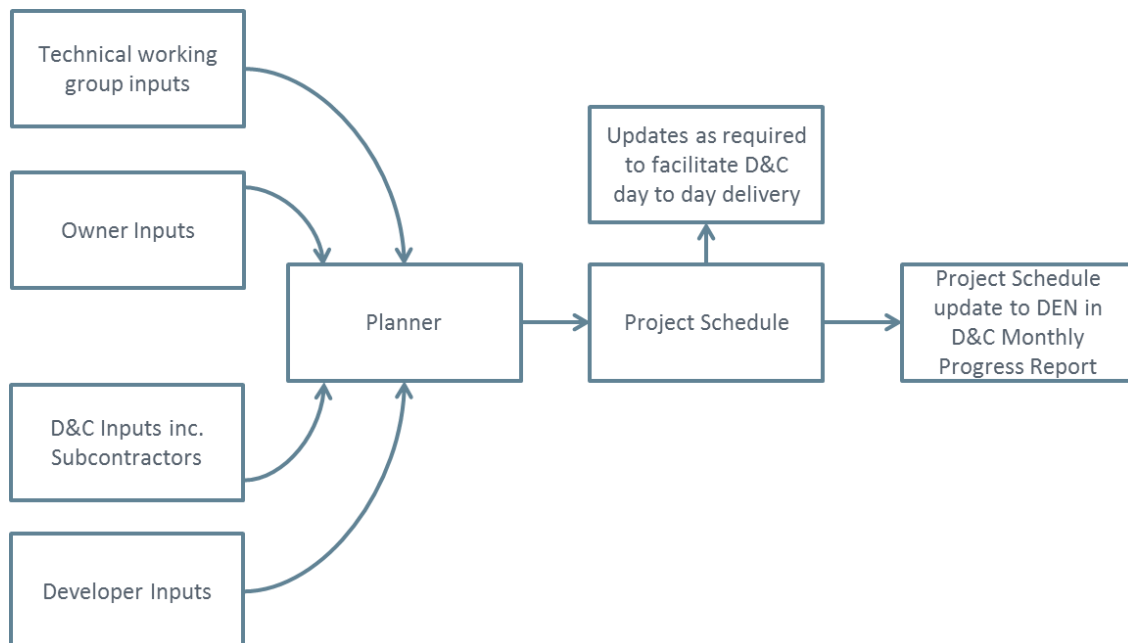 Technical working
group inputs
Owner Inputs
D&C Inputs inc.
Subcontractors
Developer Inputs
Planner
Updates as required
to facilitate D&C
day to day delivery
Project Schedule
Project Schedule
update to DEN in
D&C Monthly
Progress Report